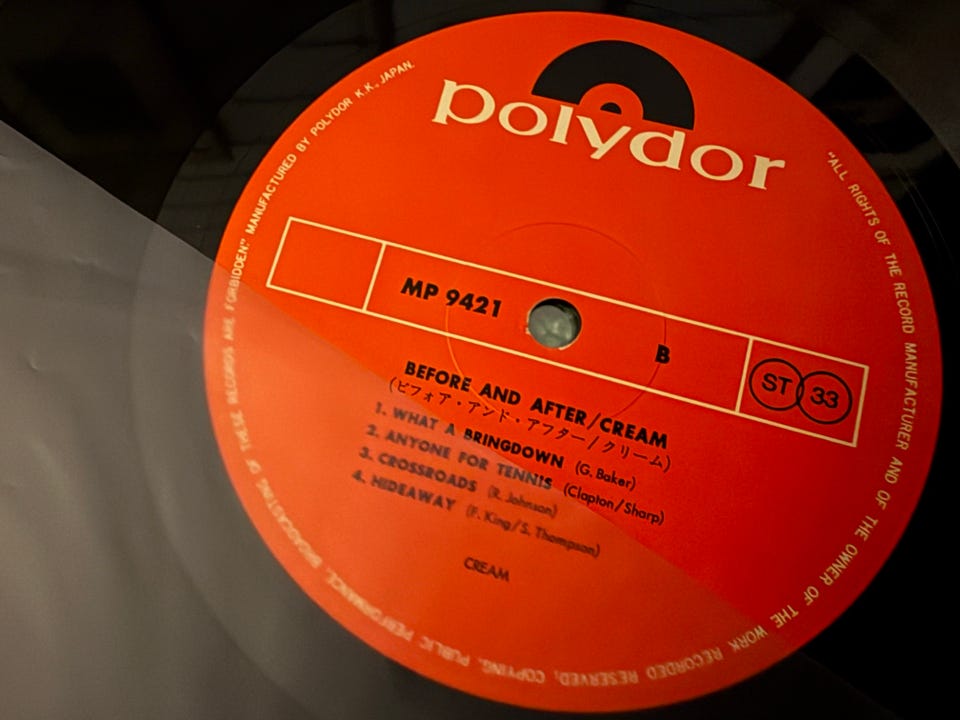 polydor
MP 9421
B
ST 33
BEFORE AND AFTER/CREAM
(ビフォア・アンド・アフター/クリーム)
1. WHAT A BRINGDOWN (G. Baker)
2. ANYONE FOR TENNIS (Clapton/Sharp)
3. CROSSROADS (R. Johnson)
4. HIDEAWAY (F. King/S. Thompson)
CREAM
"ALL RIGHTS OF THE RECORD MANUFACTURER AND OF THE OWNER OF THE WORK RECORDED RESERVED. COPYING, PUBLIC PERFORMANCE, BROADCASTING OF THESE RECORDS ARE FORBIDDEN." MANUFACTURED BY POLYDOR K.K., JAPAN.